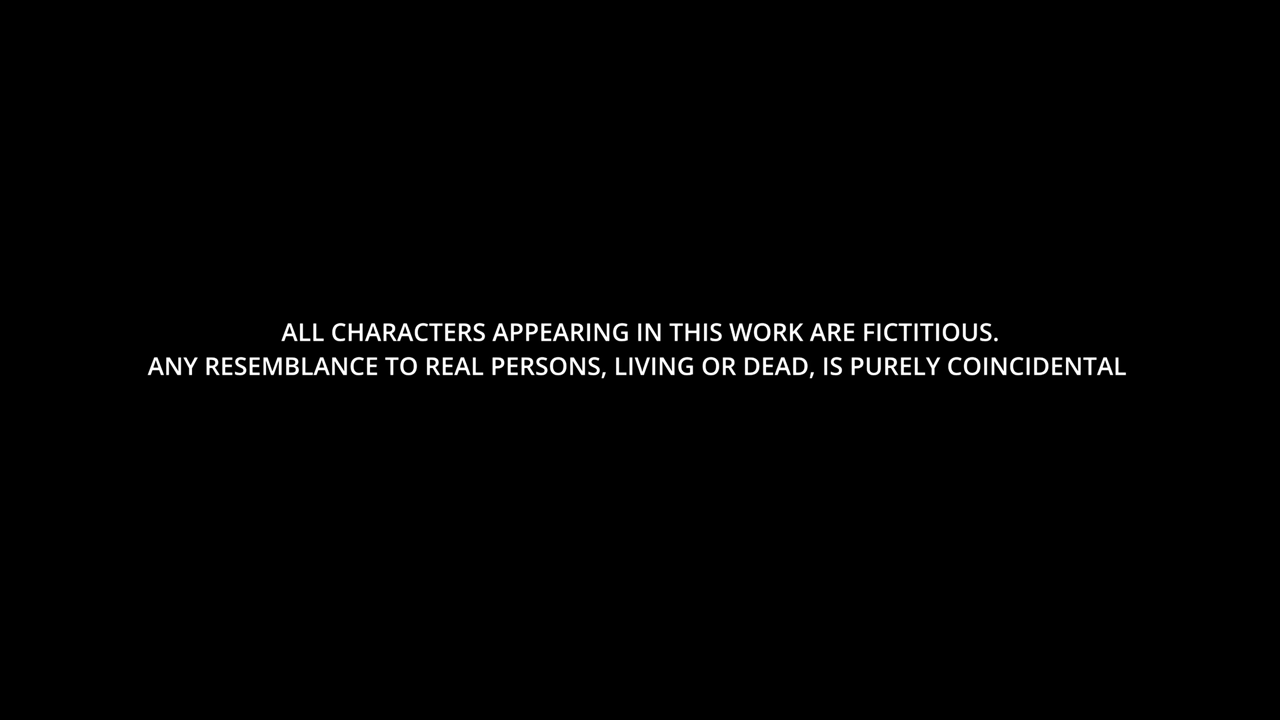 ALL CHARACTERS APPEARING IN THIS WORK ARE FICTITIOUS.
ANY RESEMBLANCE TO REAL PERSONS, LIVING OR DEAD, IS PURELY COINCIDENTAL